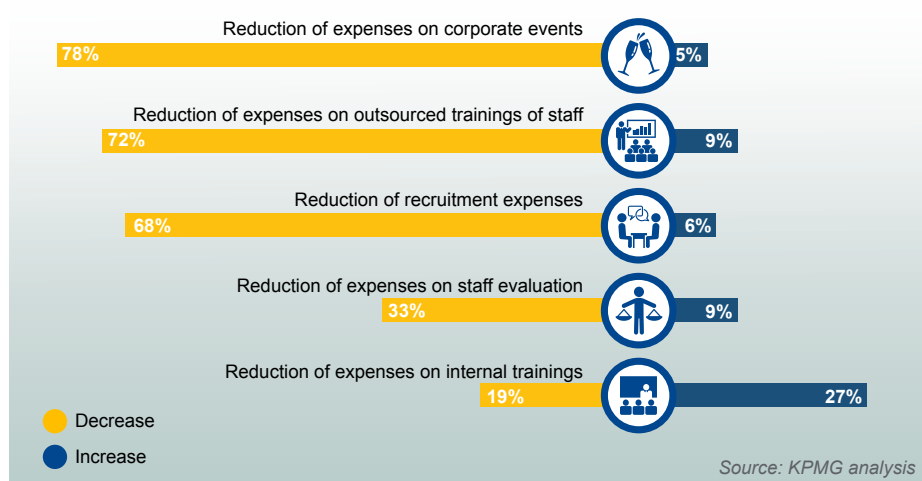 Reduction of expenses on corporate events
78%
5%
Reduction of expenses on outsourced trainings of staff
72%
9%
Reduction of recruitment expenses
68%
6%
Reduction of expenses on staff evaluation
33%
9%
Reduction of expenses on internal trainings
19%
27%
Decrease
Increase
Source: KPMG analysis